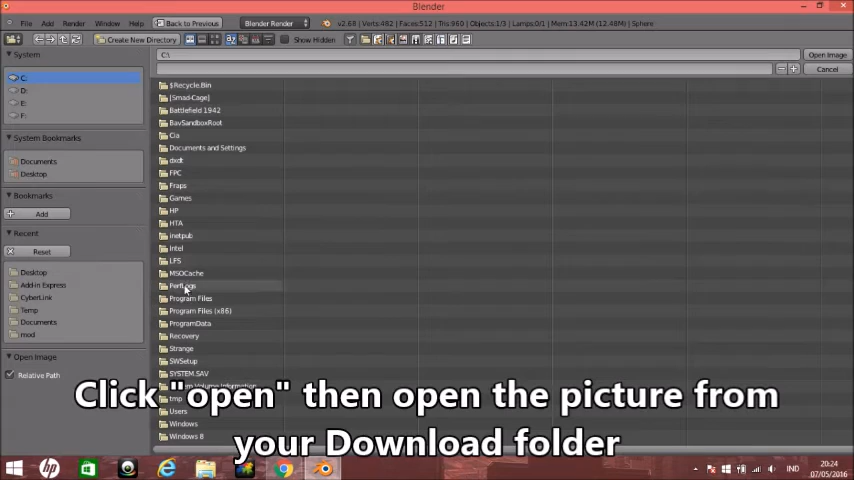 Blender
File Add Render Window Help Back to Previous Blender Render v2.68 | Verts:482 | Faces:512 | Tris:960 | Objects:1/3 | Lamps:0/1 | Mem:13.42M (12.48M) | Sphere
Create New Directory Show Hidden
System
C:
D:
E:
F:
System Bookmarks
Documents
Desktop
Bookmarks
Add
Recent
Reset
Desktop
Add-in Express
CyberLink
Temp
Documents
mod
Open Image
Relative Path
C:\ Open Image
Cancel
$Recycle.Bin
[Smad-Cage]
Battlefield 1942
BavSandboxRoot
Cia
Documents and Settings
dxdt
FPC
Fraps
Games
HP
HTA
inetpub
Intel
LFS
MSOCache
PerfLogs
Program Files
Program Files (x86)
ProgramData
Recovery
Strange
SWSetup
SYSTEM.SAV
System Volume Information
tmp
Users
Windows
Windows 8
Click "open" then open the picture from
your Download folder
IND
20:24
07/05/2016